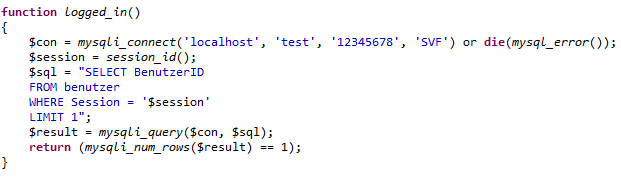 function logged_in()
{
    $con = mysqli_connect('localhost', 'test', '12345678', 'SVF') or die(mysql_error());
    $session = session_id();
    $sql = "SELECT BenutzerID
    FROM benutzer
    WHERE Session = '$session'
    LIMIT 1";
    $result = mysqli_query($con, $sql);
    return (mysqli_num_rows($result) == 1);
}